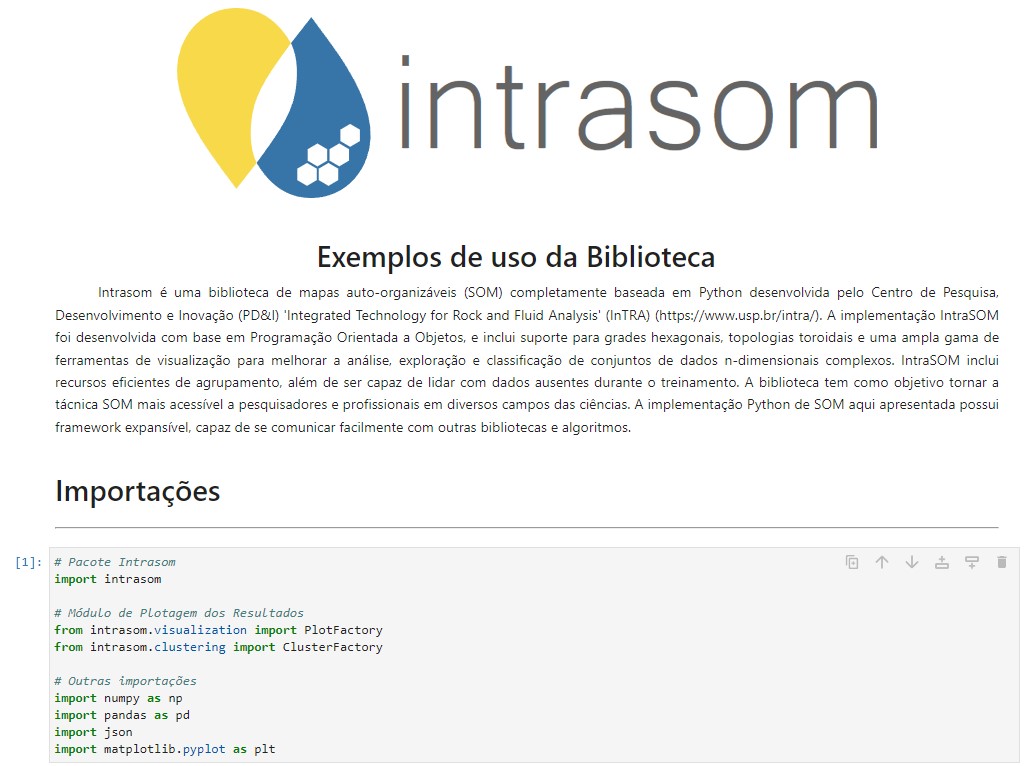 intrasom
Exemplos de uso da Biblioteca
Intrasom é uma biblioteca de mapas auto-organizáveis (SOM) completamente baseada em Python desenvolvida pelo Centro de Pesquisa,
Desenvolvimento e Inovação (PD&I) 'Integrated Technology for Rock and Fluid Analysis' (InTRA) (https://www.usp.br/intra/). A implementação IntraSOM
foi desenvolvida com base em Programação Orientada a Objetos, e inclui suporte para grades hexagonais, topologias toroidais e uma ampla gama de
ferramentas de visualização para melhorar a análise, exploração e classificação de conjuntos de dados n-dimensionais complexos. IntraSOM inclui
recursos eficientes de agrupamento, além de ser capaz de lidar com dados ausentes durante o treinamento. A biblioteca tem como objetivo tornar a
tácnica SOM mais acessível a pesquisadores e profissionais em diversos campos das ciências. A implementação Python de SOM aqui apresentada possui
framework expansível, capaz de se comunicar facilmente com outras bibliotecas e algoritmos.
Importações
[1]: # Pacote Intrasom
import intrasom
# Módulo de Plotagem dos Resultados
from intrasom.visualization import PlotFactory
from intrasom.clustering import ClusterFactory
# Outras importações
import numpy as np
import pandas as pd
import json
import matplotlib.pyplot as plt